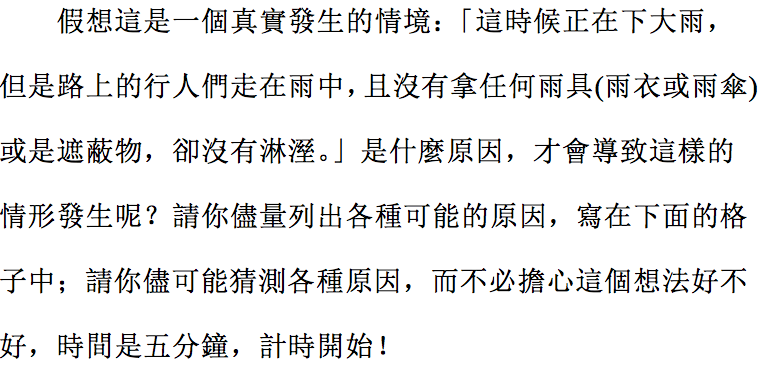 假想這是一個真實發生的情境：「這時候正在下大雨，
但是路上的行人們走在雨中，且沒有拿任何雨具(雨衣或雨傘)
或是遮蔽物，卻沒有淋溼。」是什麼原因，才會導致這樣的
情形發生呢？請你儘量列出各種可能的原因，寫在下面的格
子中；請你儘可能猜測各種原因，而不必擔心這個想法好不
好，時間是五分鐘，計時開始！